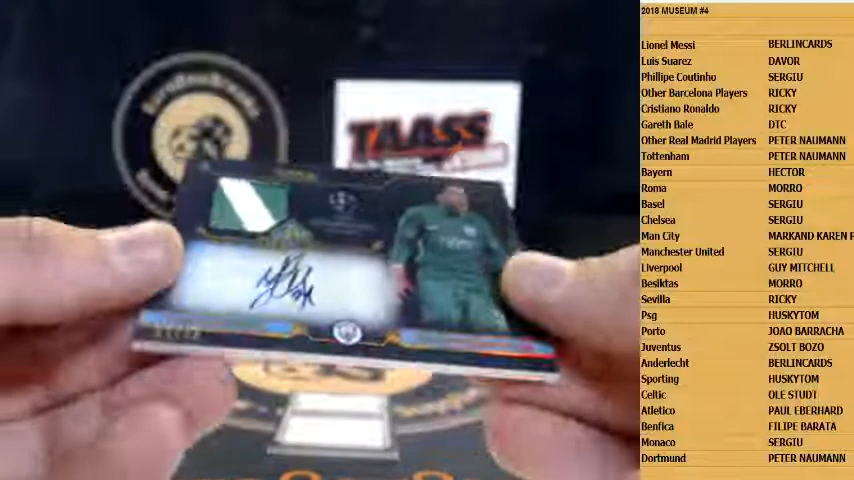 2018 MUSEUM #4
Lionel Messi BERLINCARDS
Luis Suarez DAVOR
Phillipe Coutinho SERGIU
Other Barcelona Players RICKY
Cristiano Ronaldo RICKY
Gareth Bale DTC
Other Real Madrid Players PETER NAUMANN
Tottenham PETER NAUMANN
Bayern HECTOR
Roma MORRO
Basel SERGIU
Chelsea SERGIU
Man City MARKAND KAREN F
Manchester United SERGIU
Liverpool GUY MITCHELL
Besiktas MORRO
Sevilla RICKY
Psg HUSKYTOM
Porto JOAO BARRACHA
Juventus ZSOLT BOZO
Anderlecht BERLINCARDS
Sporting HUSKYTOM
Celtic OLE STUDT
Atletico PAUL EBERHARD
Benfica FILIPE BARATA
Monaco SERGIU
Dortmund PETER NAUMANN
TAASS